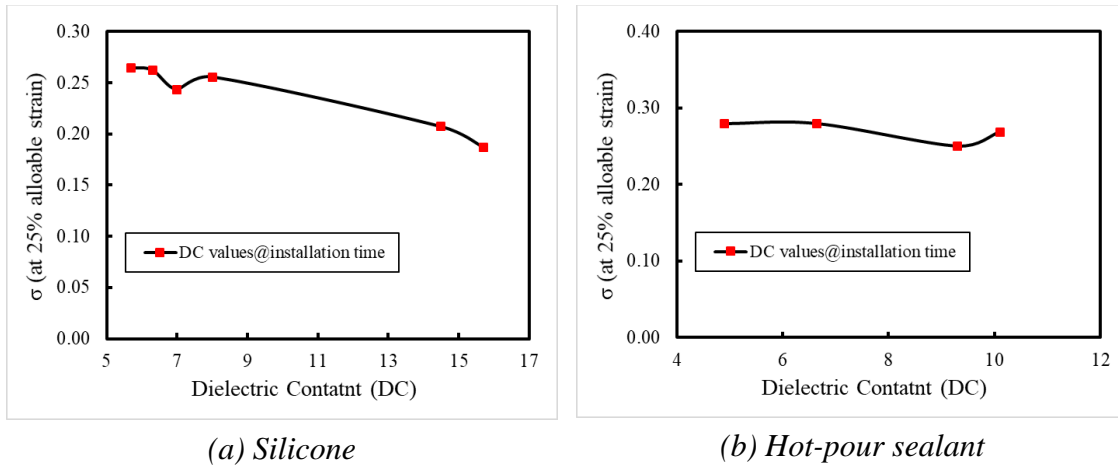 0.30
0.25
0.20
0.15
0.10
0.05
0.00
σ (at 25% alloable strain)
DC values@installation time
5 7 9 11 13 15 17
Dielectric Contatnt (DC)
(a) Silicone
0.40
0.30
0.20
0.10
0.00
σ (at 25% alloable strain)
DC values@installation time
4 6 8 10 12
Dielectric Contatnt (DC)
(b) Hot-pour sealant